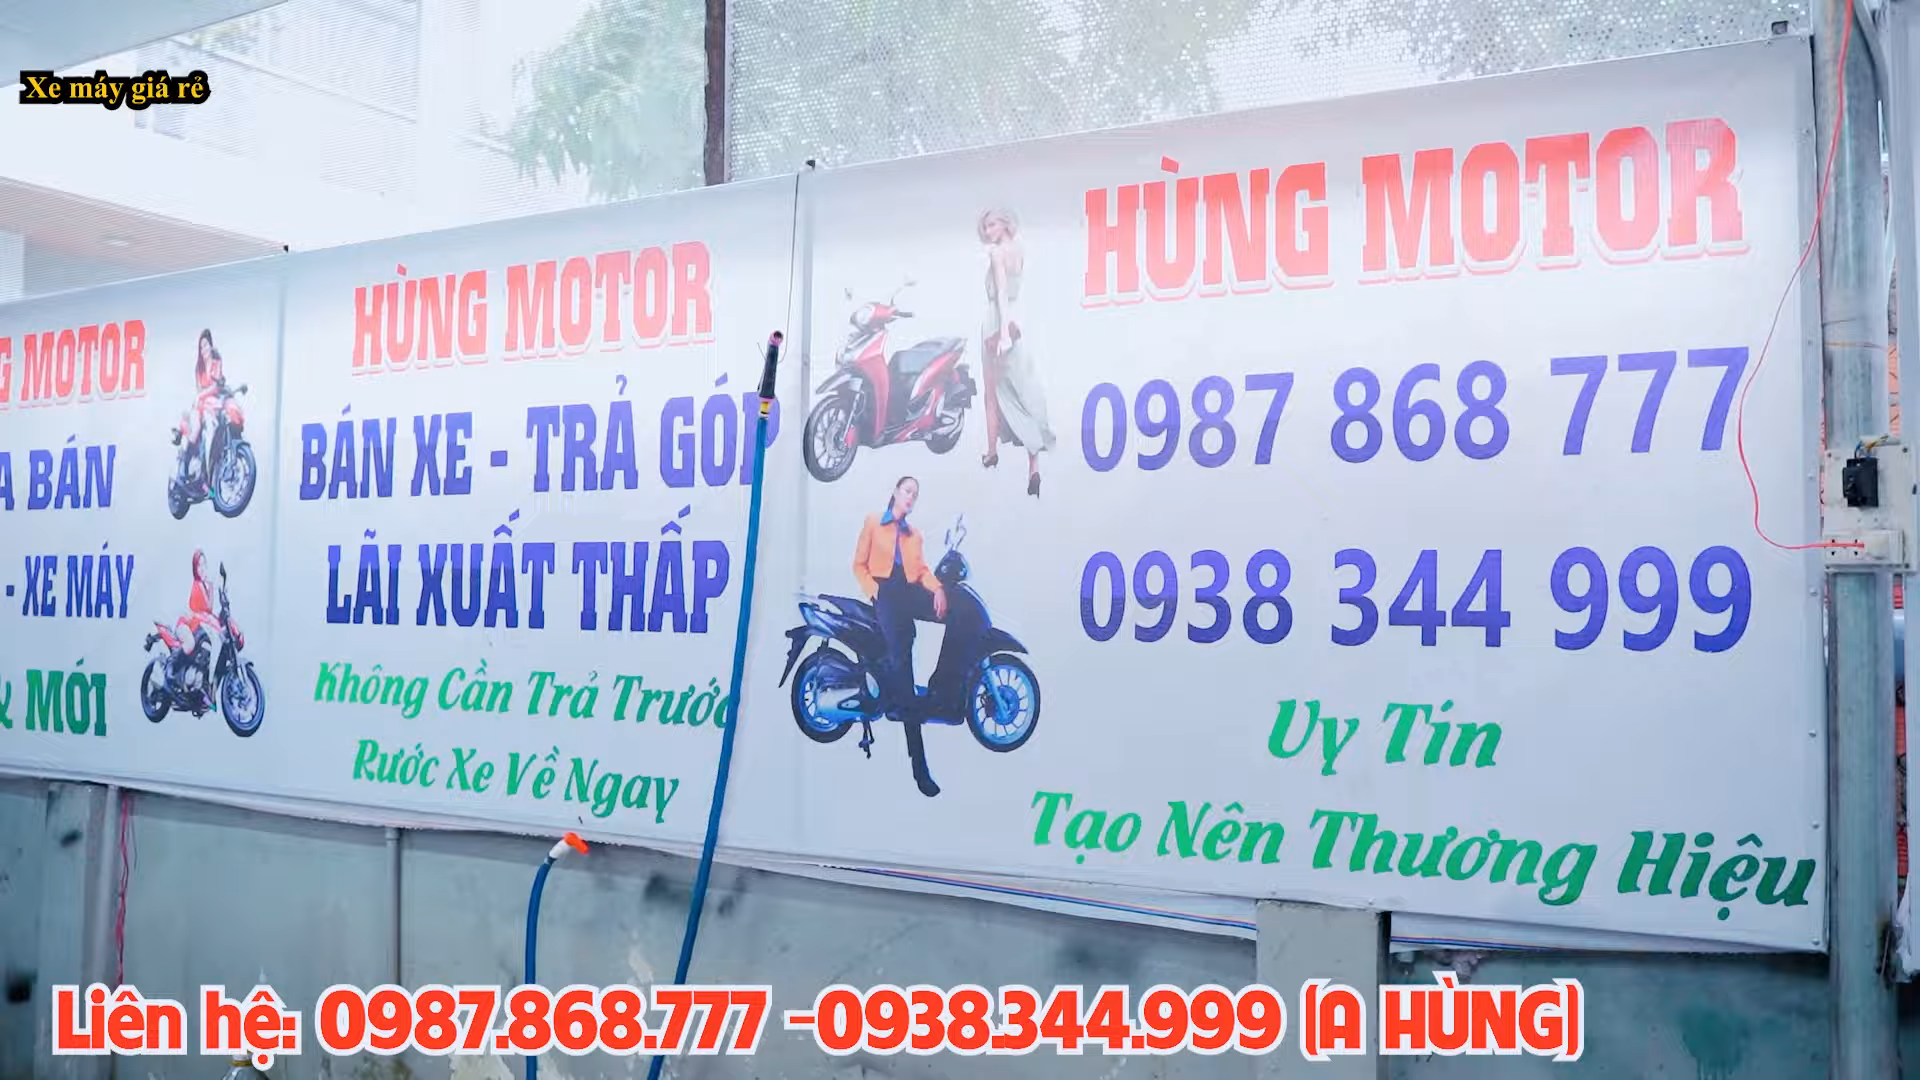 Xe máy giá rẻ
G MOTOR
A BÁN
- XE MÁY
& MỚI
HÙNG MOTOR
BÁN XE - TRẢ GÓP
LÃI XUẤT THẤP
Không Cần Trả Trước
Rước Xe Về Ngay
HÙNG MOTOR
0987 868 777
0938 344 999
Uy Tín
Tạo Nên Thương Hiệu
Liên hệ: 0987.868.777 -0938.344.999 (A HÙNG)